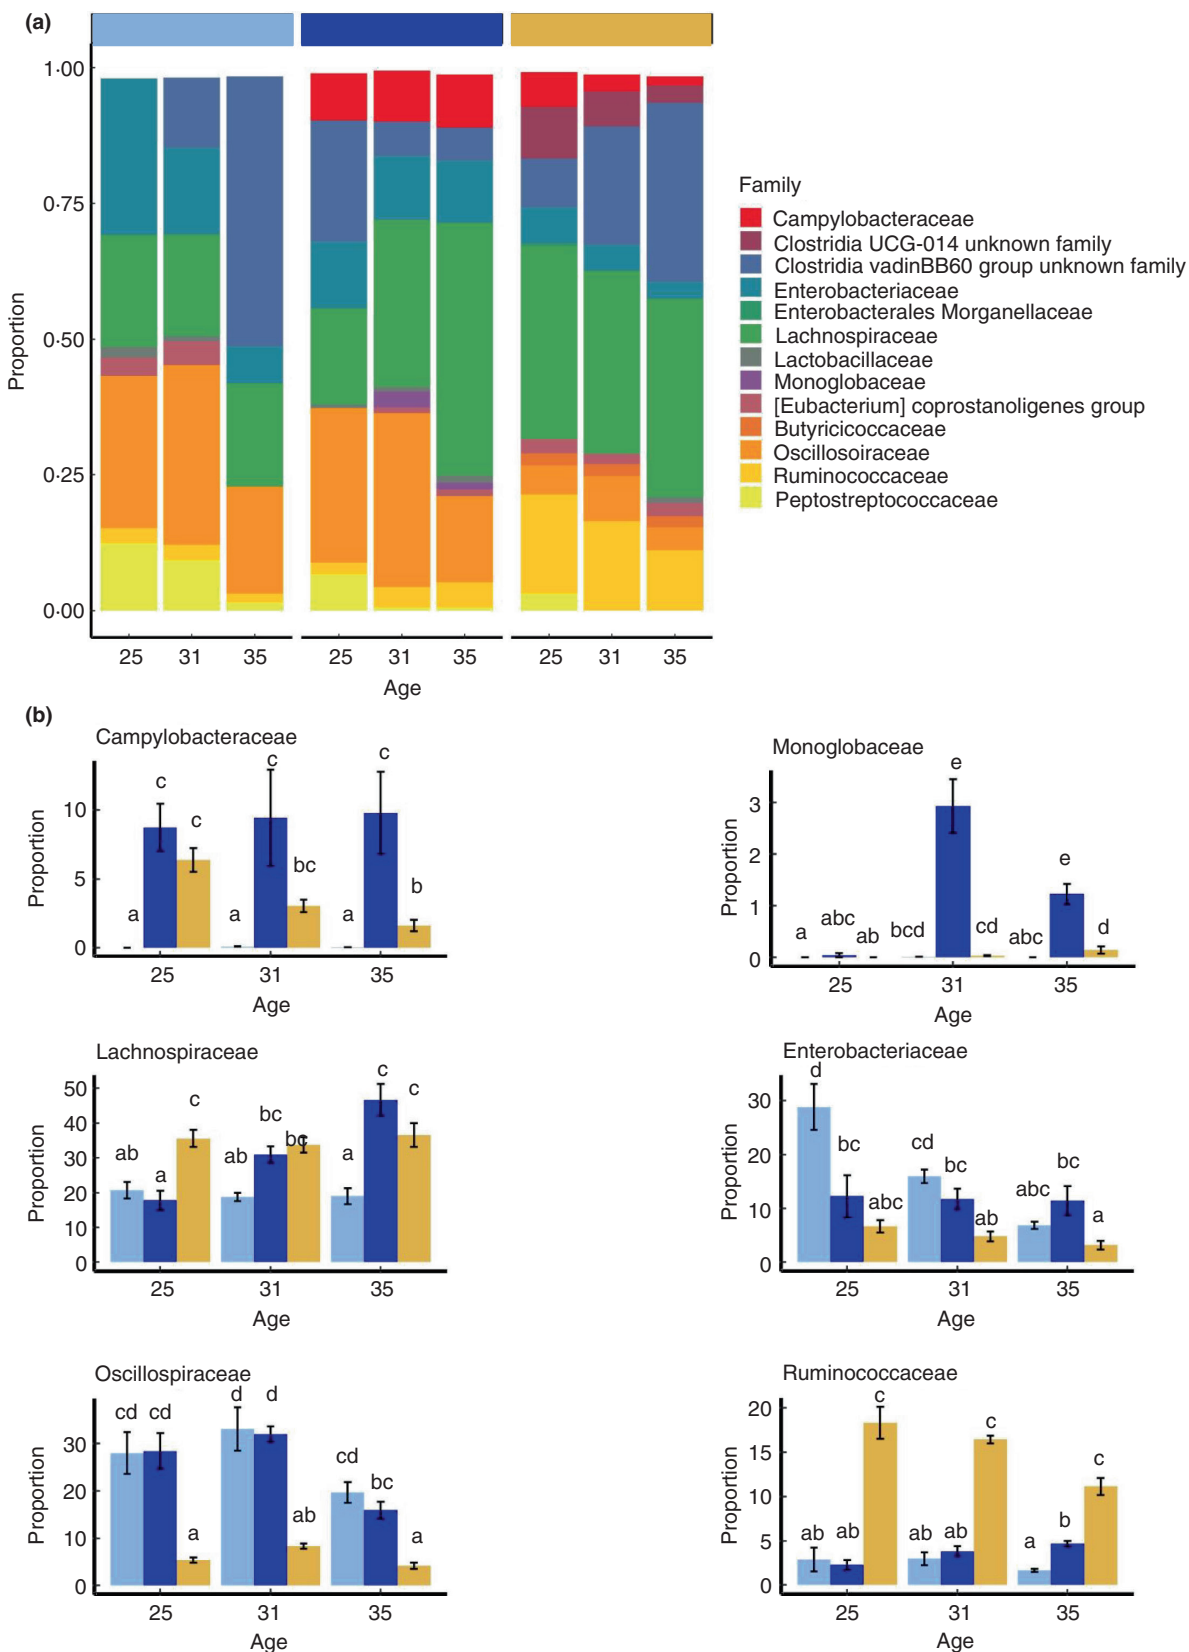 (a)
1·00
0·75
0·50
0·25
0·00
Proportion
25 31 35 25 31 35 25 31 35
Age
Family
Campylobacteraceae
Clostridia UCG-014 unknown family
Clostridia vadinBB60 group unknown family
Enterobacteriaceae
Enterobacterales Morganellaceae
Lachnospiraceae
Lactobacillaceae
Monoglobaceae
[Eubacterium] coprostanoligenes group
Butyricicoccaceae
Oscillosoiraceae
Ruminococcaceae
Peptostreptococcaceae
(b)
Campylobacteraceae
Proportion
10
5
0
a c c a c bc a c b
25 31 35
Age
Monoglobaceae
Proportion
3
2
1
0
a abc ab bcd e cd abc e d
25 31 35
Age
Lachnospiraceae
Proportion
50
40
30
20
10
0
ab a c ab bc bc a c c
25 31 35
Age
Enterobacteriaceae
Proportion
30
20
10
0
d bc abc cd bc ab abc bc a
25 31 35
Age
Oscillospiraceae
Proportion
30
20
10
0
cd cd a d d ab cd bc a
25 31 35
Age
Ruminococcaceae
Proportion
20
15
10
5
0
ab ab c ab ab c a b c
25 31 35
Age